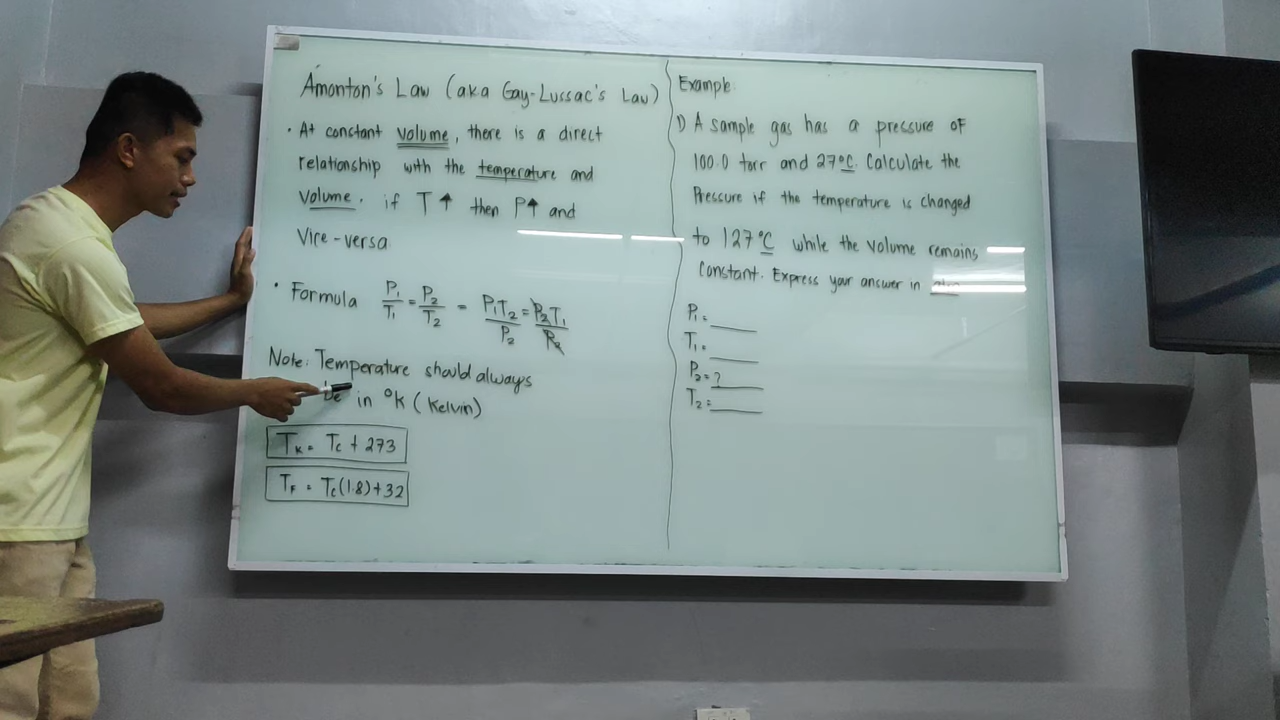 Amonton's Law (aka Gay-Lussac's Law)
• At constant volume, there is a direct
relationship with the temperature and
volume. if T↑ then P↑ and
Vice-versa
• Formula P₁/T₁ = P₂/T₂ = P₁T₂/P₂ = P₂T₁/P₂
Note: Temperature should always
be in °K (Kelvin)
TK = Tc + 273
TF = Tc(1.8)+32
Example:
1) A sample gas has a pressure of
100.0 torr and 27°C. Calculate the
Pressure if the temperature is changed
to 127°C while the volume remains
Constant. Express your answer in
P₁ = ____
T₁ = ____
P₂ = ?
T₂ = ____